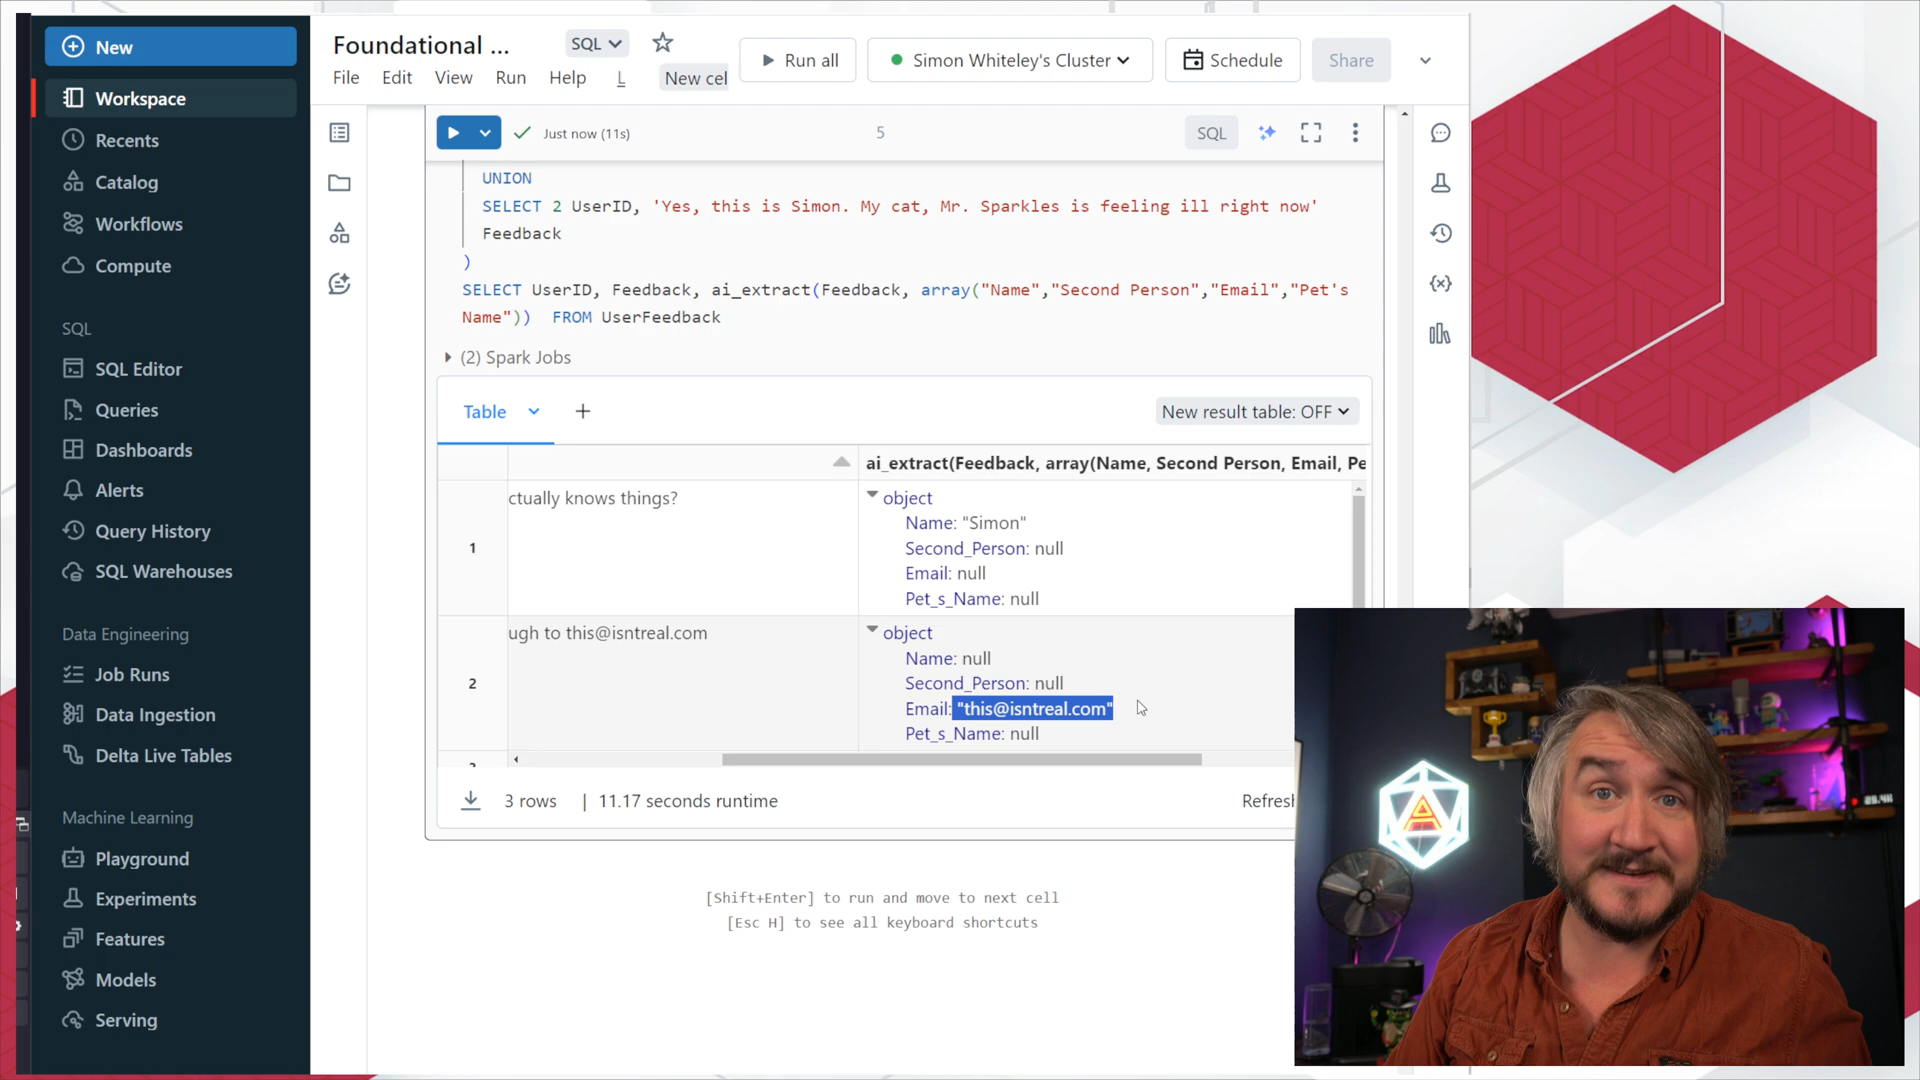 New
Workspace
Recents
Catalog
Workflows
Compute
SQL
SQL Editor
Queries
Dashboards
Alerts
Query History
SQL Warehouses
Data Engineering
Job Runs
Data Ingestion
Delta Live Tables
Machine Learning
Playground
Experiments
Features
Models
Serving
Foundational ...
SQL
File Edit View Run Help L New cel
Run all
Simon Whiteley's Cluster
Schedule
Share
Just now (11s)
5
SQL
UNION
SELECT 2 UserID, 'Yes, this is Simon. My cat, Mr. Sparkles is feeling ill right now'
Feedback
)
SELECT UserID, Feedback, ai_extract(Feedback, array("Name","Second Person","Email","Pet's
Name")) FROM UserFeedback
(2) Spark Jobs
Table
+
New result table: OFF
ai_extract(Feedback, array(Name, Second Person, Email, Pe
1
ctually knows things?
object
Name: "Simon"
Second_Person: null
Email: null
Pet_s_Name: null
2
ugh to this@isntreal.com
object
Name: null
Second_Person: null
Email: "this@isntreal.com"
Pet_s_Name: null
3 rows | 11.17 seconds runtime
Refresh
[Shift+Enter] to run and move to next cell
[Esc H] to see all keyboard shortcuts
A